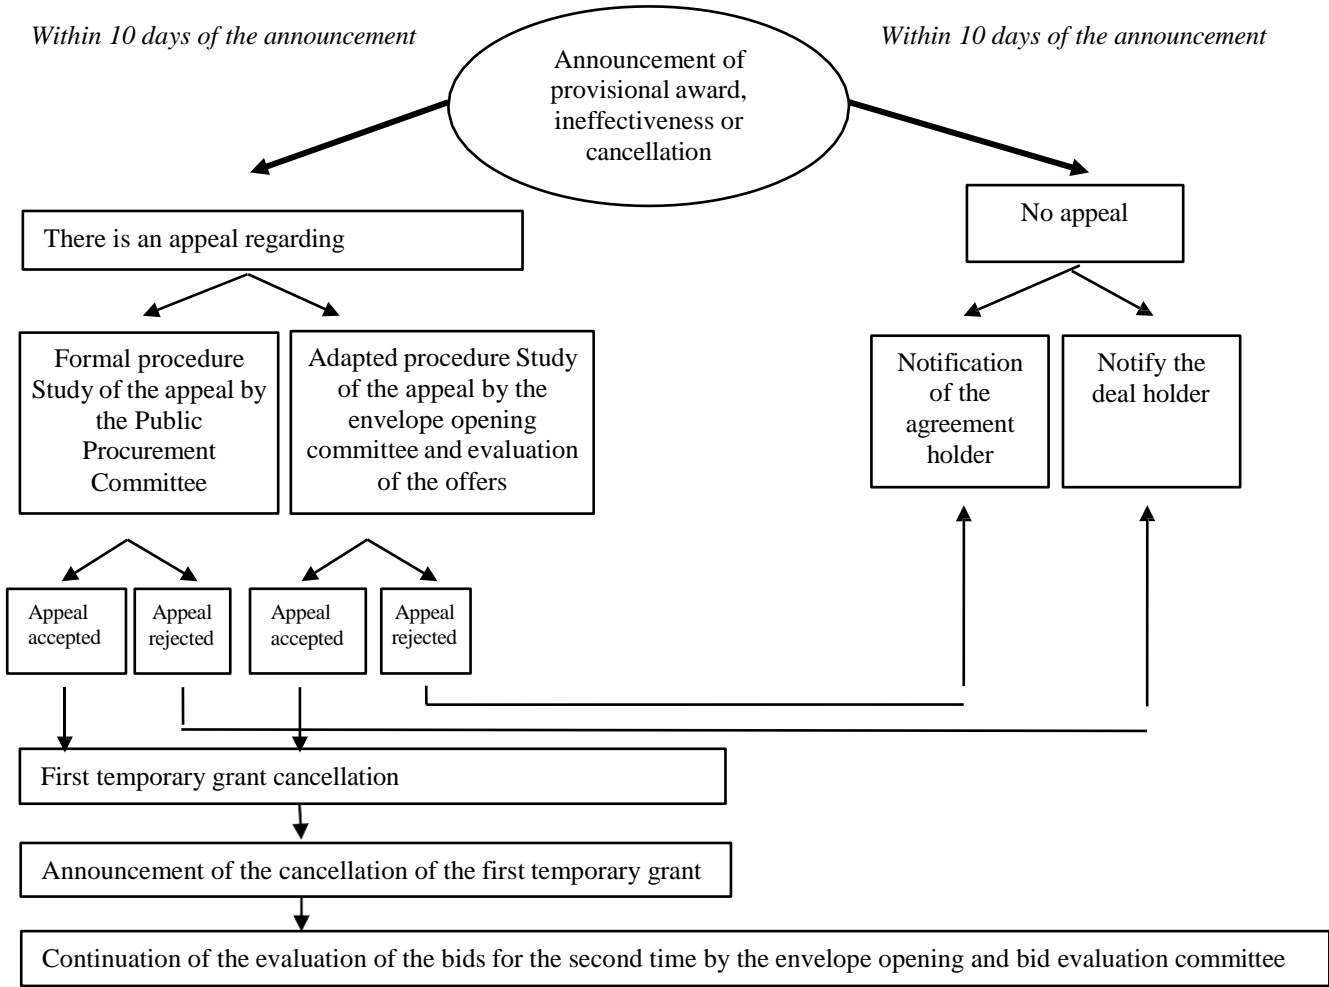 Within 10 days of the announcement
Within 10 days of the announcement
Announcement of
provisional award,
ineffectiveness or
cancellation
There is an appeal regarding
No appeal
Formal procedure
Study of the appeal by
the Public
Procurement
Committee
Adapted procedure Study
of the appeal by the
envelope opening
committee and evaluation
of the offers
Notification
of the
agreement
holder
Notify the
deal holder
Appeal
accepted
Appeal
rejected
Appeal
accepted
Appeal
rejected
First temporary grant cancellation
Announcement of the cancellation of the first temporary grant
Continuation of the evaluation of the bids for the second time by the envelope opening and bid evaluation committee